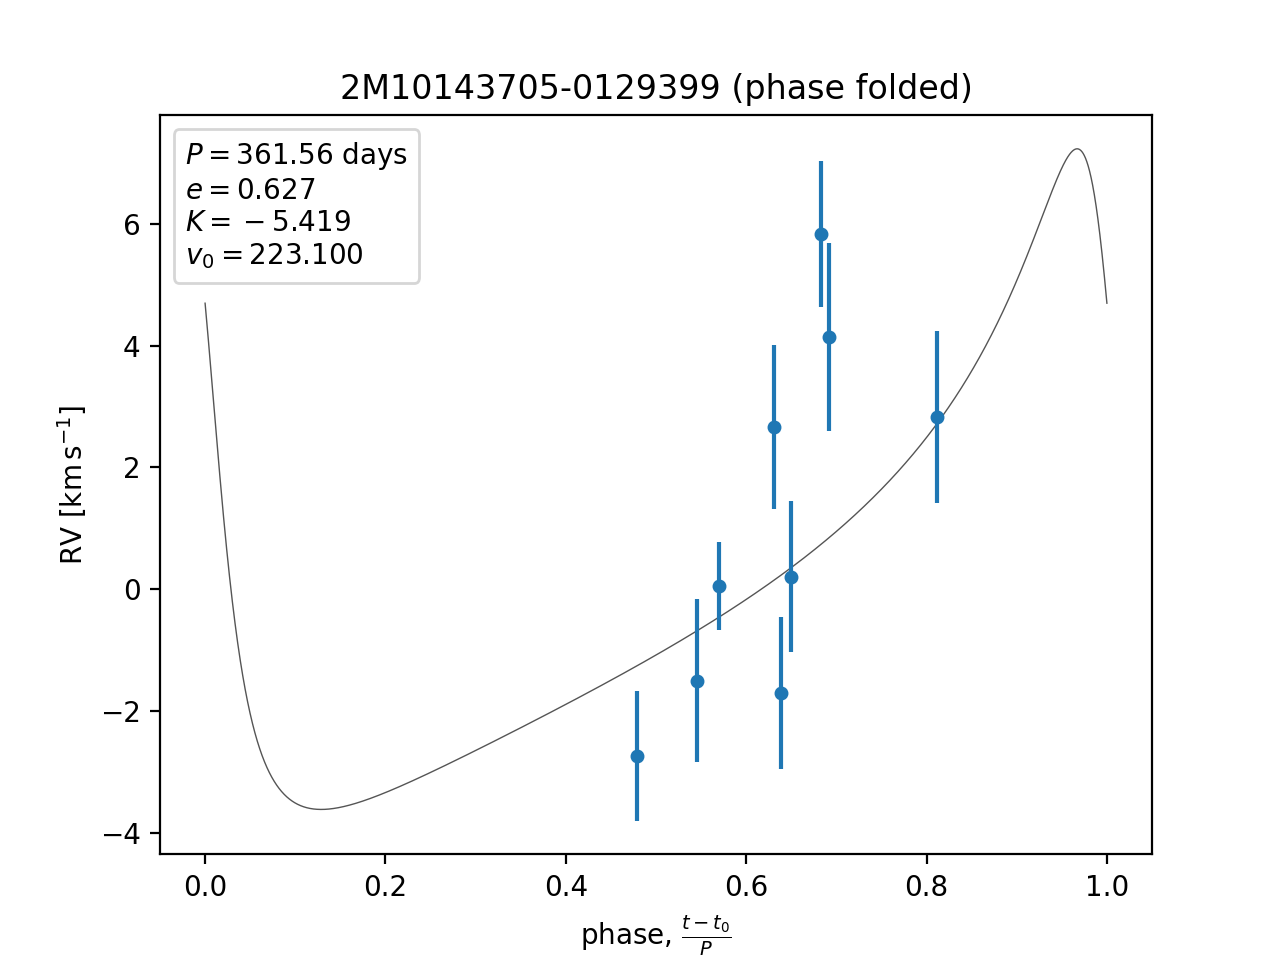 2M10143705-0129399 (phase folded)
P = 361.56 days
e = 0.627
K = −5.419
v₀ = 223.100
RV [km s⁻¹]
6
4
2
0
−2
−4
0.0 0.2 0.4 0.6 0.8 1.0
phase, (t − t₀)/P